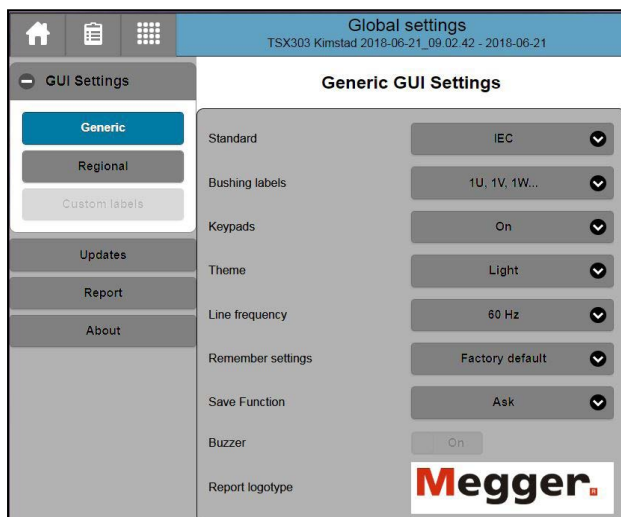 Global settings
TSX303 Kimstad 2018-06-21_09.02.42 - 2018-06-21
GUI Settings
Generic
Regional
Custom labels
Updates
Report
About
Generic GUI Settings
Standard IEC
Bushing labels 1U, 1V, 1W...
Keypads On
Theme Light
Line frequency 60 Hz
Remember settings Factory default
Save Function Ask
Buzzer On
Report logotype Megger®